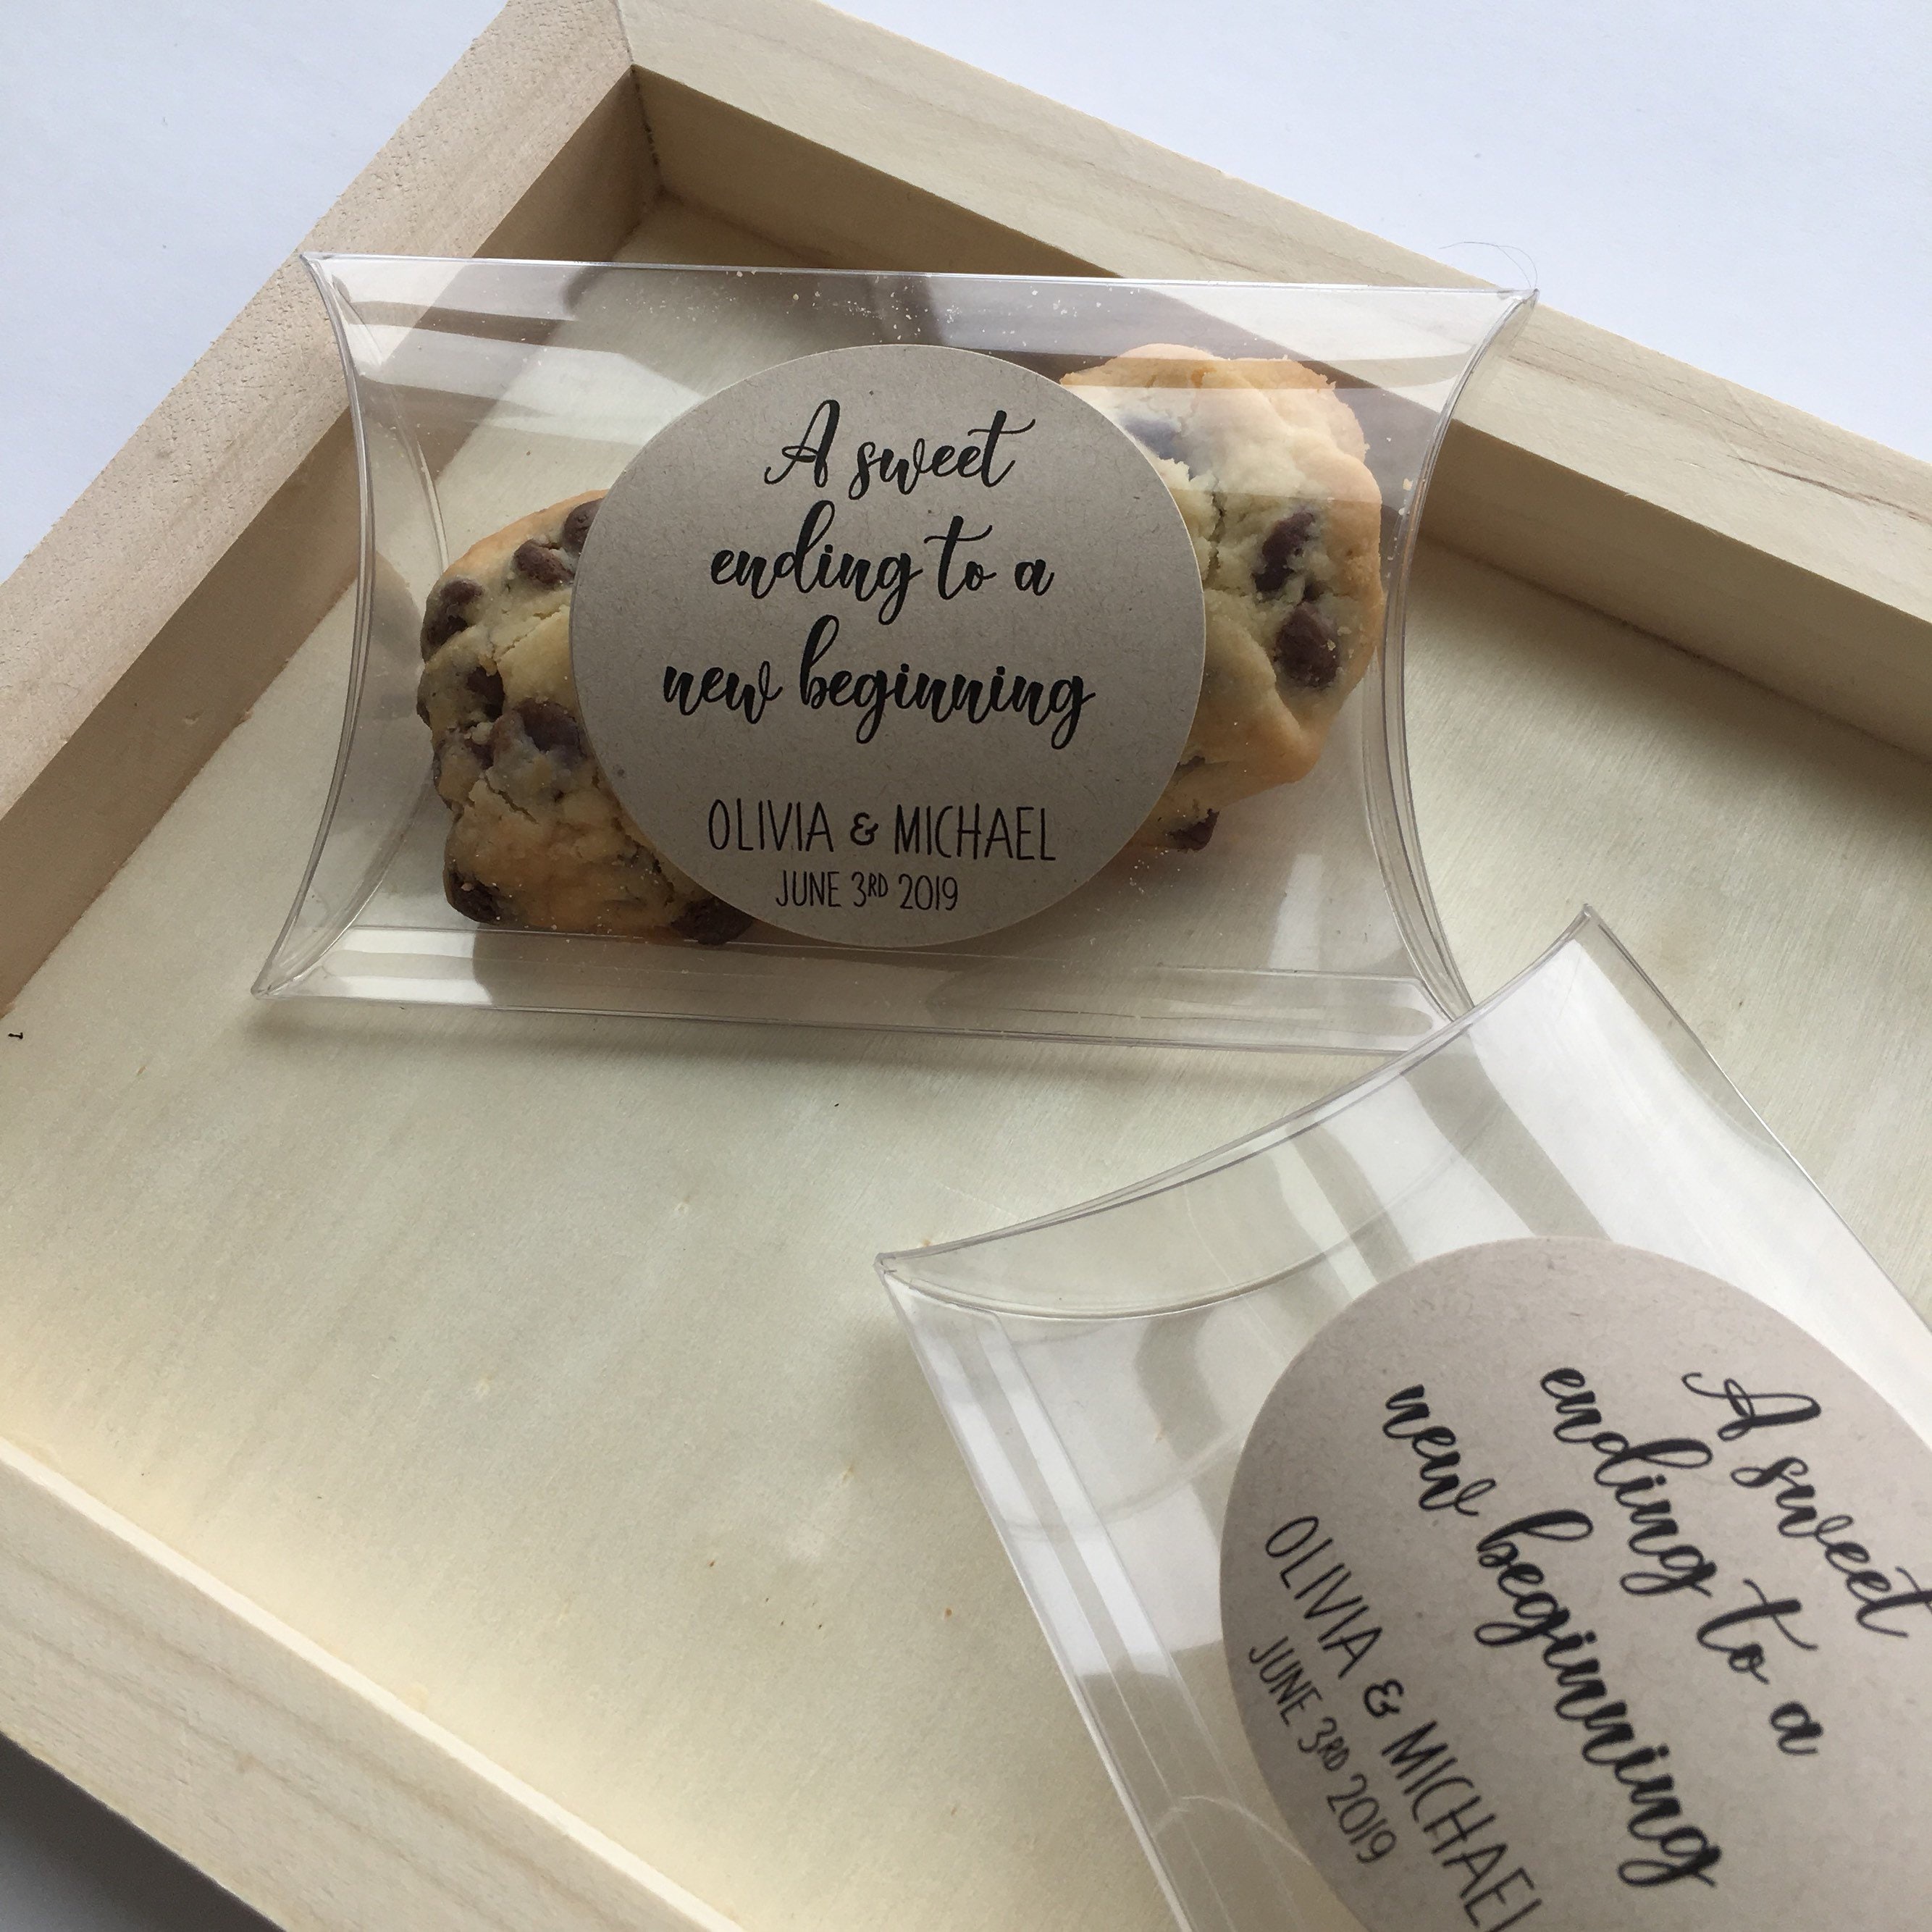 A sweet
ending to a
new beginning
OLIVIA & MICHAEL
JUNE 3RD 2019
A sweet
ending to a
new beginning
OLIVIA & MICHAEL
JUNE 3RD 2019